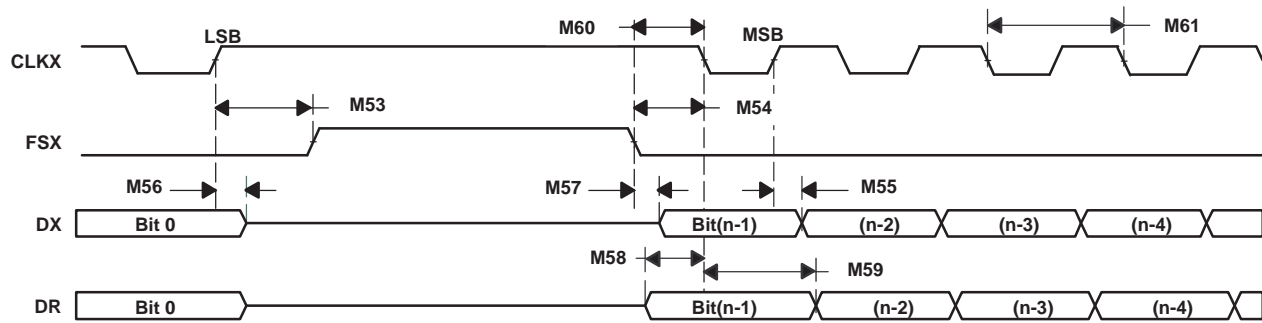 LSB M60 MSB M61
CLKX
M53 M54
FSX
M56 M57 M55
DX Bit 0 Bit(n-1) (n-2) (n-3) (n-4)
M58 M59
DR Bit 0 Bit(n-1) (n-2) (n-3) (n-4)